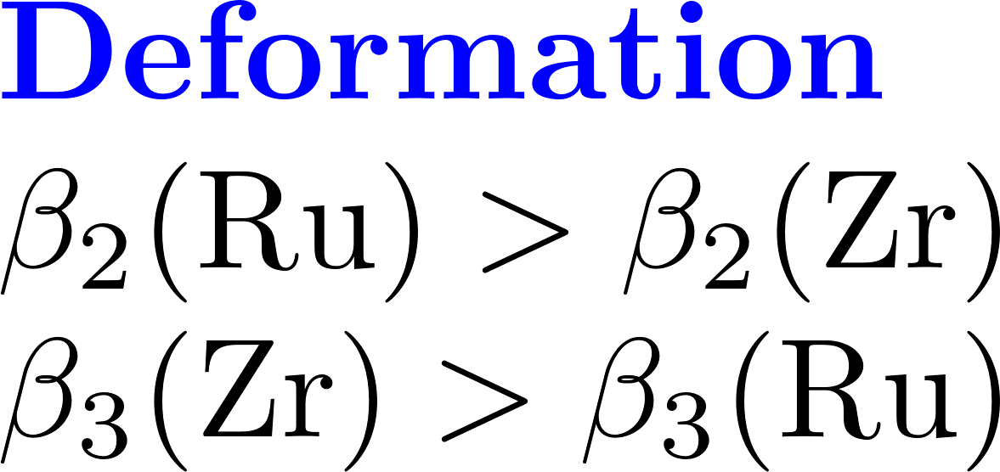 Deformation
β₂(Ru) > β₂(Zr)
β₃(Zr) > β₃(Ru)